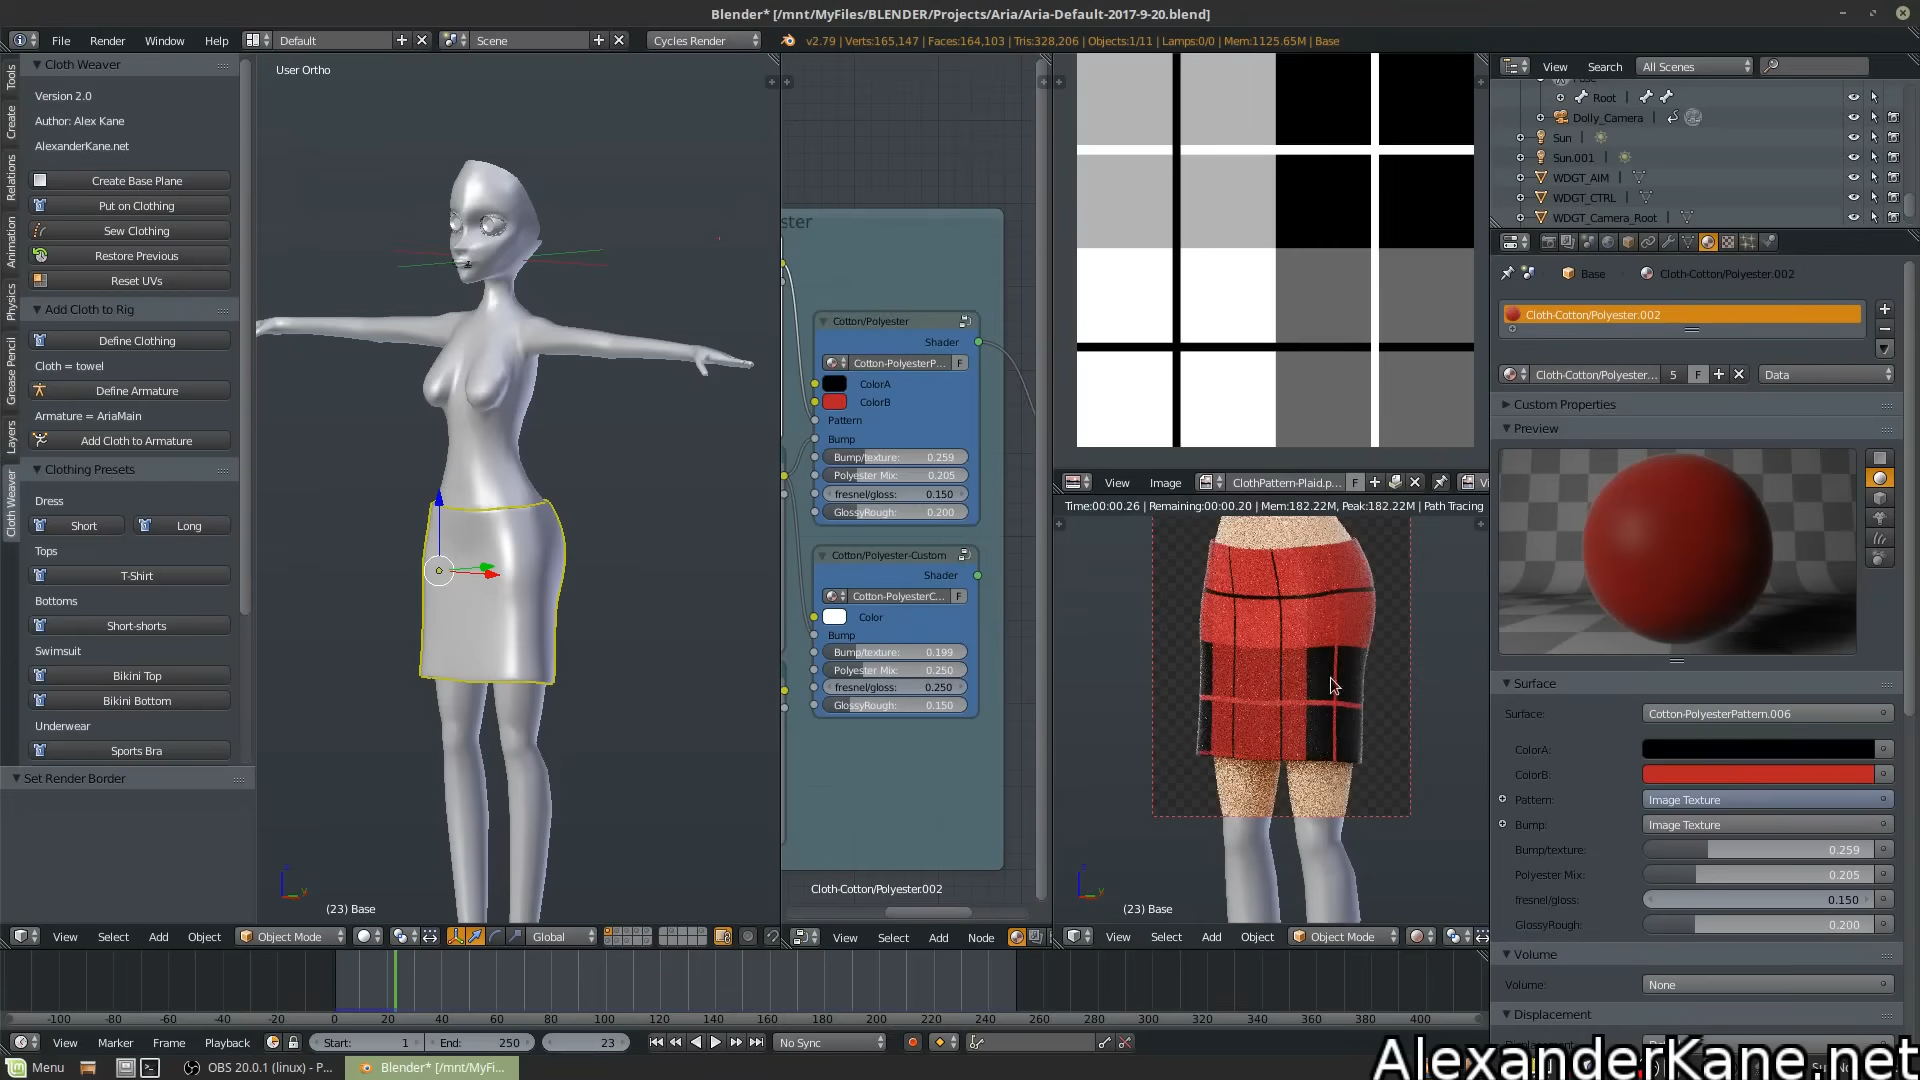 Blender* [/mnt/MyFiles/BLENDER/Projects/Aria/Aria-Default-2017-9-20.blend]
File Render Window Help Default Scene Cycles Render v2.79 | Verts:165,147 | Faces:164,103 | Tris:328,206 | Objects:1/11 | Lamps:0/0 | Mem:1125.65M | Base
Tools
Create
Relations
Animation
Physics
Grease Pencil
Layers
Cloth Weaver
Cloth Weaver
Version 2.0
Author: Alex Kane
AlexanderKane.net
Create Base Plane
Put on Clothing
Sew Clothing
Restore Previous
Reset UVs
Add Cloth to Rig
Define Clothing
Cloth = towel
Define Armature
Armature = AriaMain
Add Cloth to Armature
Clothing Presets
Dress
Short Long
Tops
T-Shirt
Bottoms
Short-shorts
Swimsuit
Bikini Top
Bikini Bottom
Underwear
Sports Bra
Set Render Border
User Ortho
(23) Base
View Select Add Object Object Mode Global
ster
Cotton/Polyester
Shader
Cotton-PolyesterP... F
ColorA
ColorB
Pattern
Bump
Bump/texture: 0.259
Polyester Mix: 0.205
fresnel/gloss: 0.150
GlossyRough: 0.200
Cotton/Polyester-Custom
Shader
Cotton-PolyesterC... F
Color
Bump
Bump/texture: 0.199
Polyester Mix: 0.250
fresnel/gloss: 0.250
GlossyRough: 0.150
Cloth-Cotton/Polyester.002
View Select Add Node
View Image ClothPattern-Plaid.p... F Vi
Time:00:00.26 | Remaining:00:00.20 | Mem:182.22M, Peak:182.22M | Path Tracing
(23) Base
View Select Add Object Object Mode
View Search All Scenes
Root
Dolly_Camera
Sun
Sun.001
WDGT_AIM
WDGT_CTRL
WDGT_Camera_Root
Base Cloth-Cotton/Polyester.002
Cloth-Cotton/Polyester.002
Cloth-Cotton/Polyester... 5 F Data
Custom Properties
Preview
Surface
Surface: Cotton-PolyesterPattern.006
ColorA:
ColorB:
Pattern: Image Texture
Bump: Image Texture
Bump/texture: 0.259
Polyester Mix: 0.205
fresnel/gloss: 0.150
GlossyRough: 0.200
Volume
Volume: None
Displacement
-100 -80 -60 -40 -20 0 20 40 60 80 100 120 140 160 180 200 220 240 260 280 300 320 340 360 380 400
View Marker Frame Playback Start: 1 End: 250 23 No Sync
Menu OBS 20.0.1 (linux) - P... Blender* [/mnt/MyFi...
AlexanderKane.net